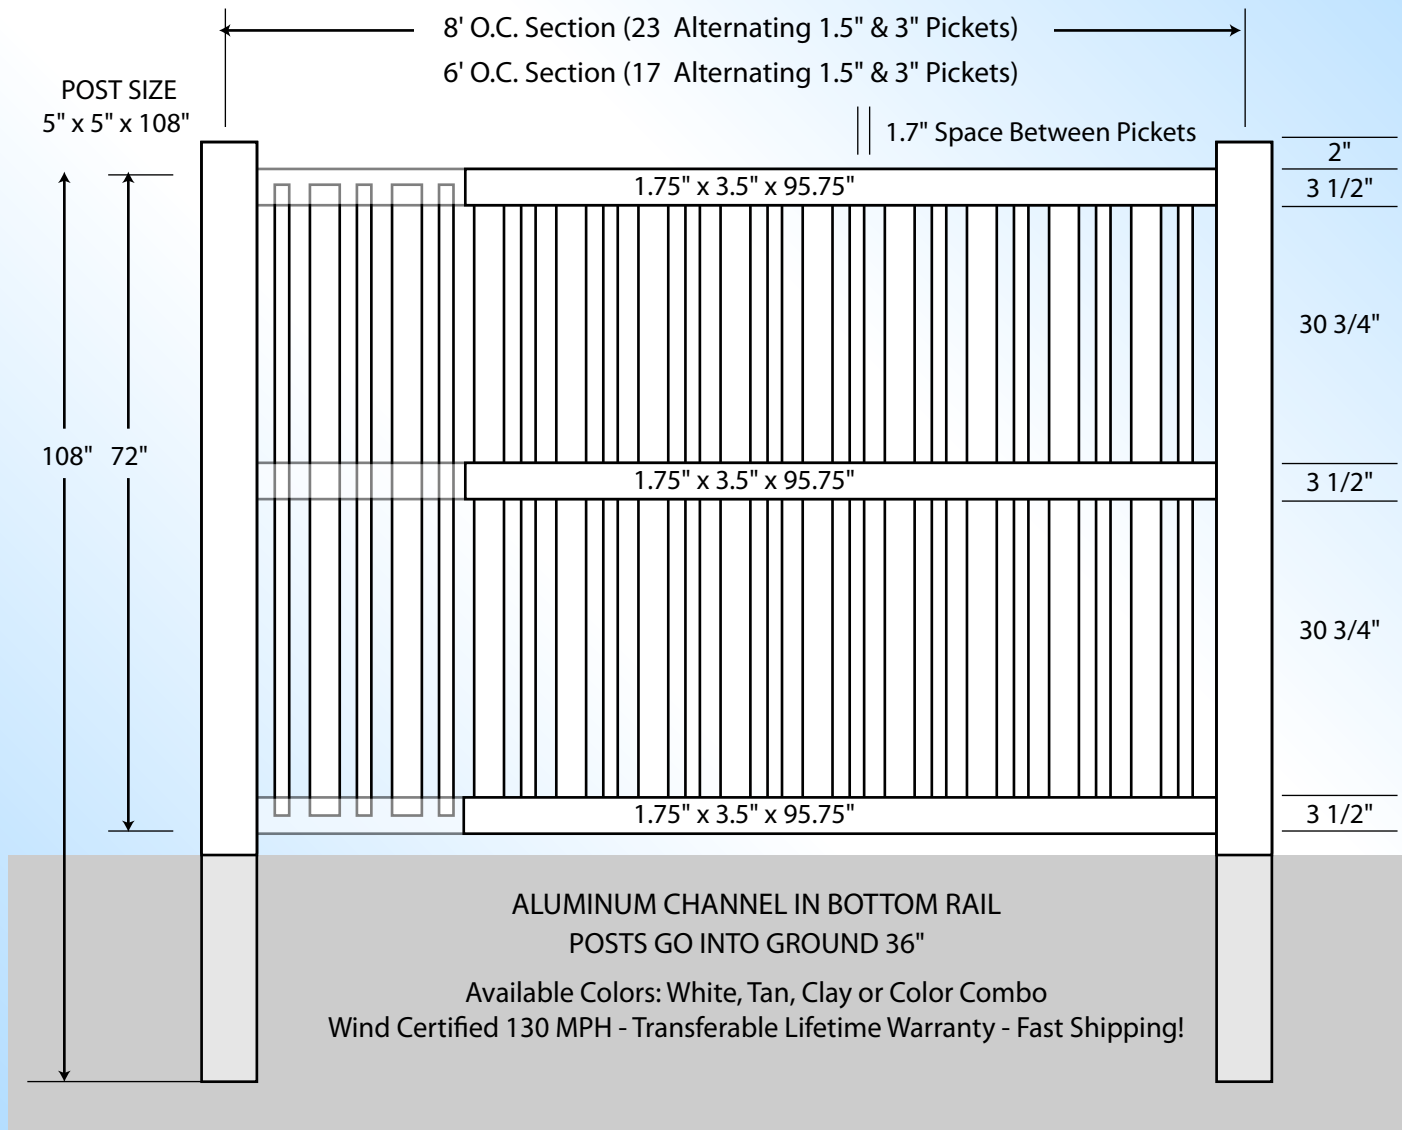 8' O.C. Section (23 Alternating 1.5" & 3" Pickets)
6' O.C. Section (17 Alternating 1.5" & 3" Pickets)
POST SIZE
5" x 5" x 108"
1.7" Space Between Pickets
2"
1.75" x 3.5" x 95.75"
3 1/2"
30 3/4"
108"
72"
1.75" x 3.5" x 95.75"
3 1/2"
30 3/4"
1.75" x 3.5" x 95.75"
3 1/2"
ALUMINUM CHANNEL IN BOTTOM RAIL
POSTS GO INTO GROUND 36"
Available Colors: White, Tan, Clay or Color Combo
Wind Certified 130 MPH - Transferable Lifetime Warranty - Fast Shipping!